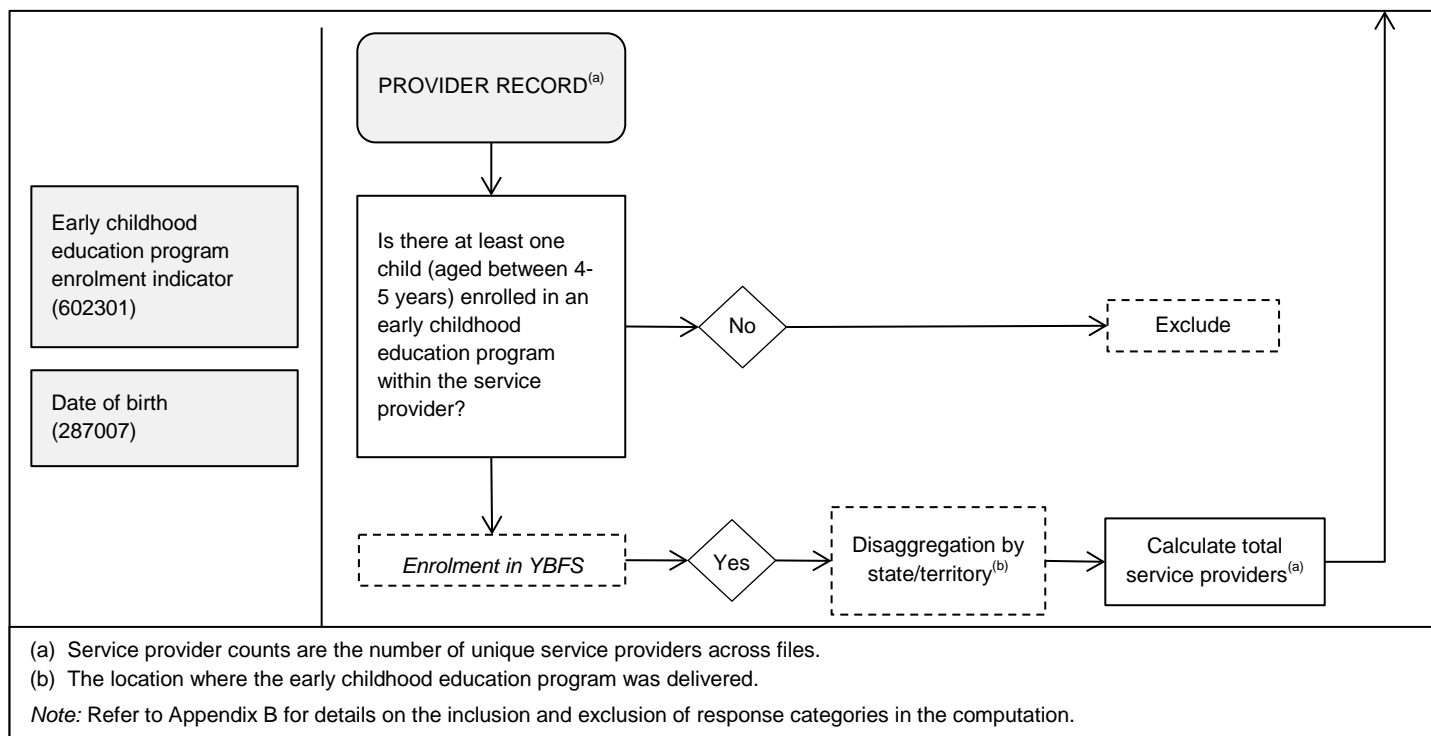 PROVIDER RECORD(a)
Early childhood
education program
enrolment indicator
(602301)
Date of birth
(287007)
Is there at least one
child (aged between 4-
5 years) enrolled in an
early childhood
education program
within the service
provider?
No
Exclude
Enrolment in YBFS
Yes
Disaggregation by
state/territory(b)
Calculate total
service providers(a)
(a) Service provider counts are the number of unique service providers across files.
(b) The location where the early childhood education program was delivered.
Note: Refer to Appendix B for details on the inclusion and exclusion of response categories in the computation.